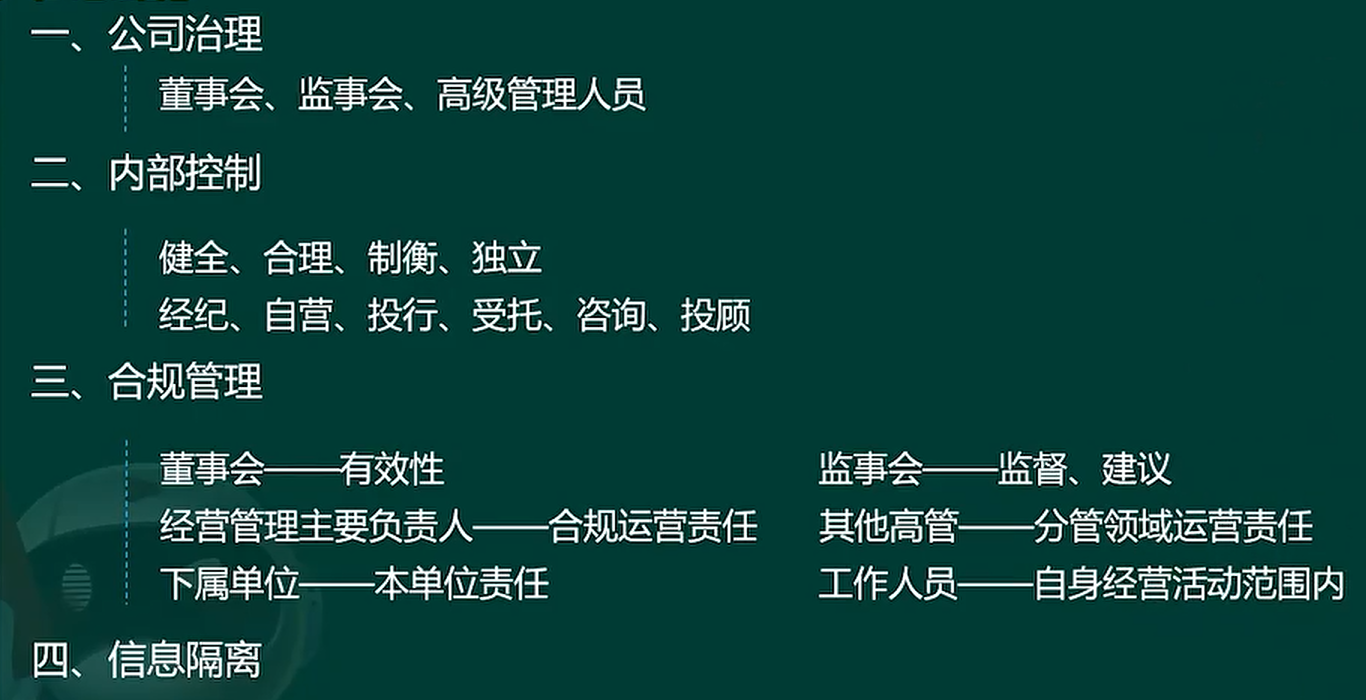 一、公司治理
董事会、监事会、高级管理人员
二、内部控制
健全、合理、制衡、独立
经纪、自营、投行、受托、咨询、投顾
三、合规管理
董事会——有效性
监事会——监督、建议
经营管理主要负责人——合规运营责任
其他高管——分管领域运营责任
下属单位——本单位责任
工作人员——自身经营活动范围内
四、信息隔离